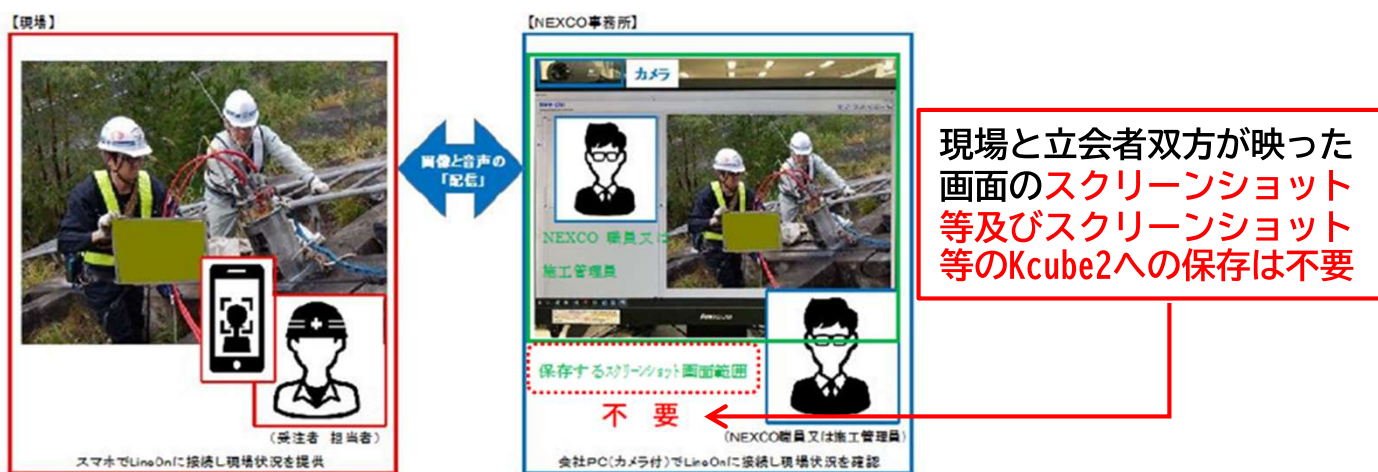 【現場】
【NEXCO事務所】
カメラ
画像と音声の
「配信」
NEXCO 職員又は
施工管理員
保存するスクリーンショット画面範囲
不 要
(受注者 担当者)
(NEXCO職員又は施工管理員)
スマホでLineOnに接続し現場状況を提供
会社PC(カメラ付)でLineOnに接続し現場状況を確認
現場と立会者双方が映った
画面のスクリーンショット
等及びスクリーンショット
等のKcube2への保存は不要